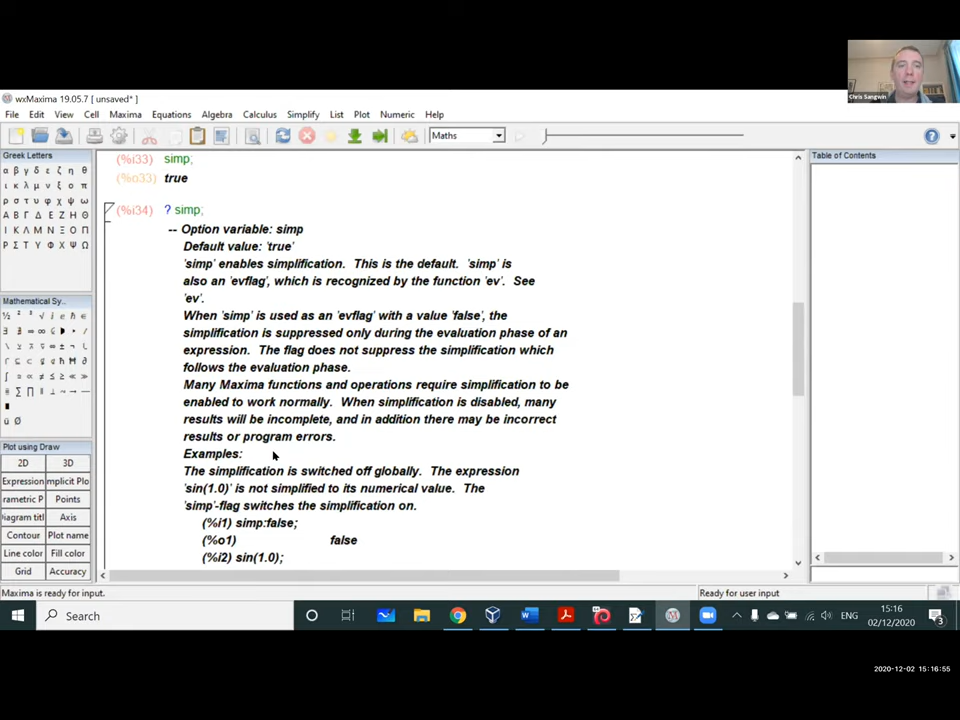 Chris Sangwin
wxMaxima 19.05.7 [ unsaved* ]
File Edit View Cell Maxima Equations Algebra Calculus Simplify List Plot Numeric Help
Maths
Greek Letters
α β γ δ ε ζ η θ
ι κ λ μ ν ξ ο π
ρ σ τ υ φ χ ψ ω
Α Β Γ Δ Ε Ζ Η Θ
Ι Κ Λ Μ Ν Ξ Ο Π
Ρ Σ Τ Υ Φ Χ Ψ Ω
Mathematical Sy..
Plot using Draw
2D 3D
Expression mplicit Plo
rametric P Points
iagram titl Axis
Contour Plot name
Line color Fill color
Grid Accuracy
(%i33) simp;
(%o33) true
(%i34) ? simp;
-- Option variable: simp
Default value: 'true'
'simp' enables simplification. This is the default. 'simp' is
also an 'evflag', which is recognized by the function 'ev'. See
'ev'.
When 'simp' is used as an 'evflag' with a value 'false', the
simplification is suppressed only during the evaluation phase of an
expression. The flag does not suppress the simplification which
follows the evaluation phase.
Many Maxima functions and operations require simplification to be
enabled to work normally. When simplification is disabled, many
results will be incomplete, and in addition there may be incorrect
results or program errors.
Examples:
The simplification is switched off globally. The expression
'sin(1.0)' is not simplified to its numerical value. The
'simp'-flag switches the simplification on.
(%i1) simp:false;
(%o1) false
(%i2) sin(1.0);
Table of Contents
Maxima is ready for input.
Ready for user input
Search
ENG
15:16
02/12/2020
3
2020-12-02 15:16:55